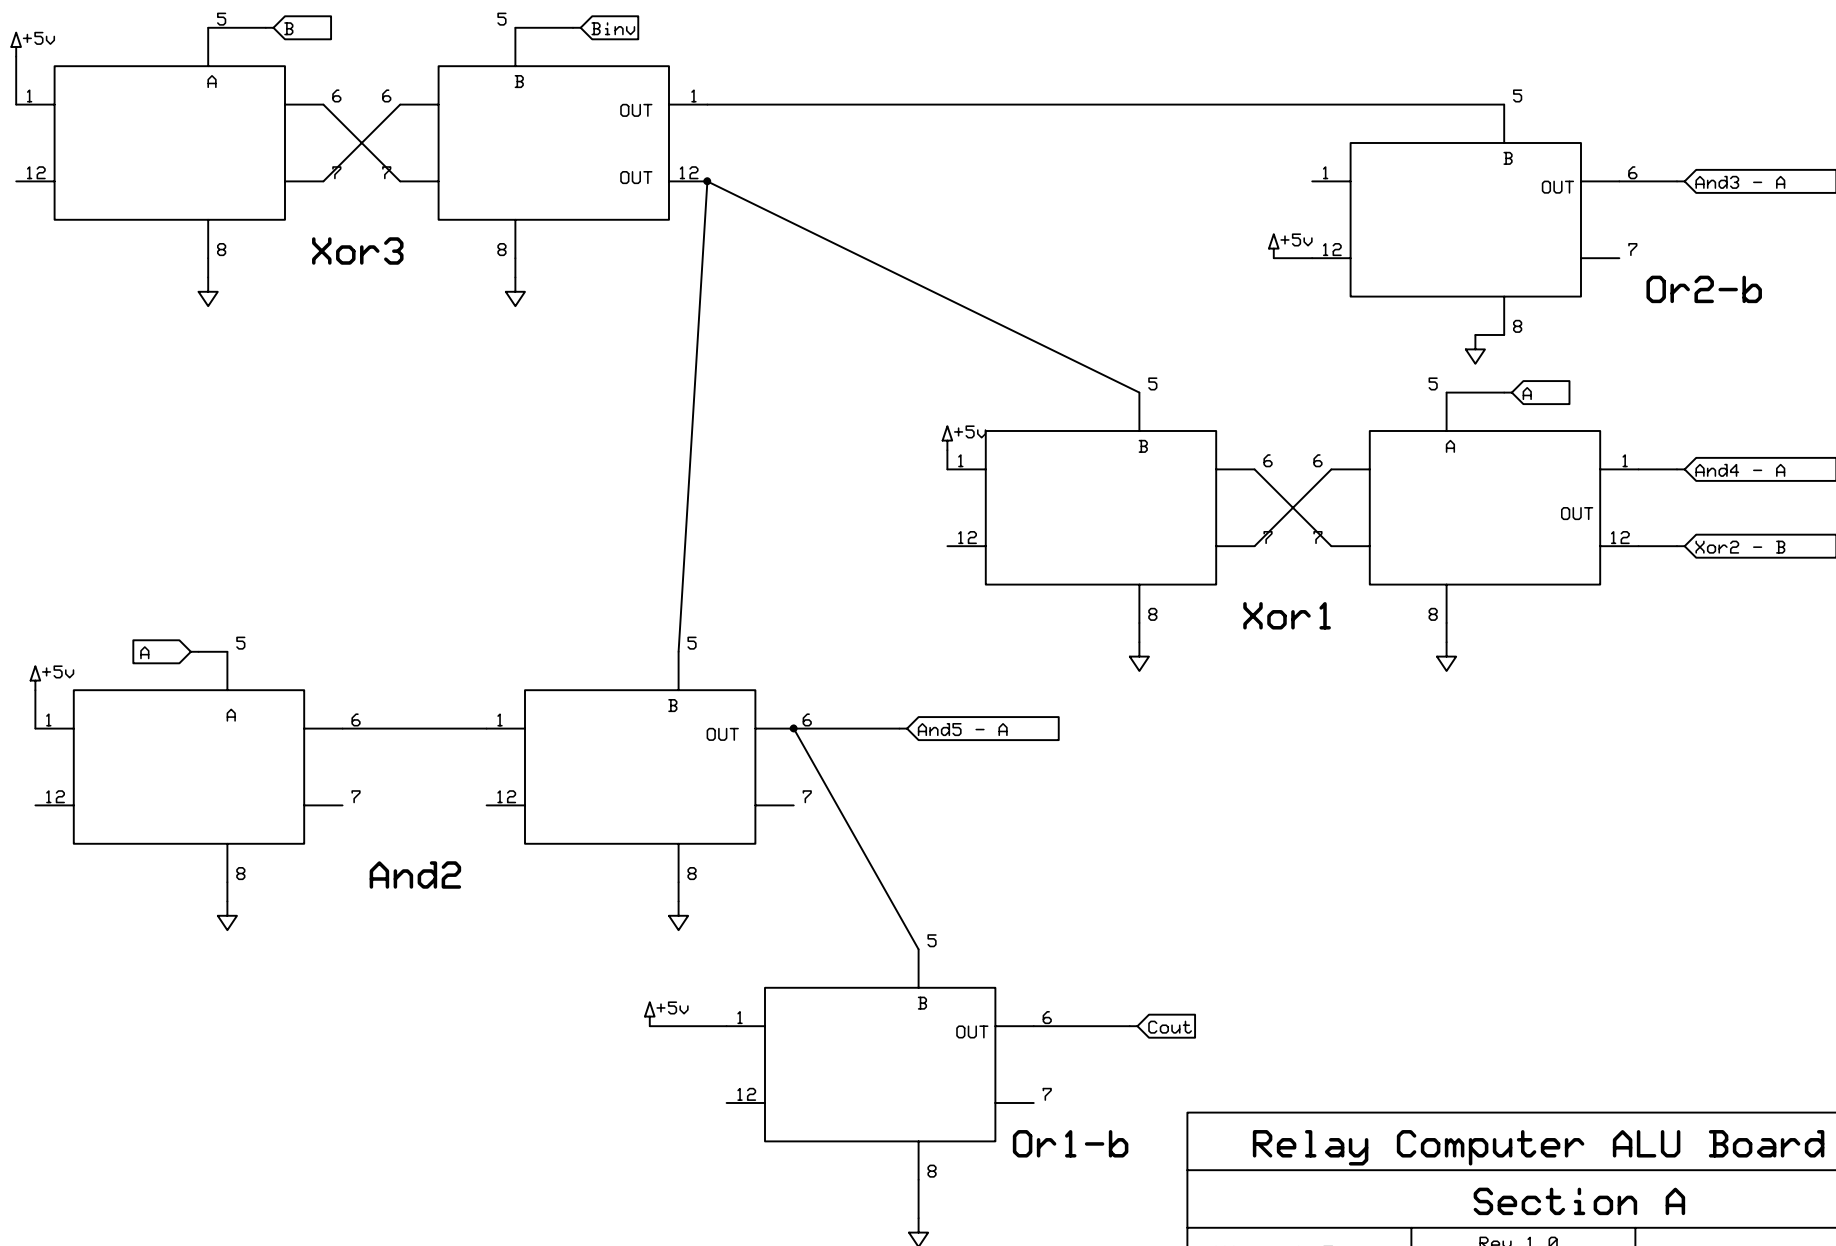 5 B 5 Binv
+5v
1 A 6 6 B OUT 1 5
12 7 7 OUT 12
8 Xor3 8
1 B OUT 6 And3 - A
+5v 12 7
Or2-b
8
5 5 A
+5v
1 B 6 6 A 1 And4 - A
OUT
12 7 7 12 Xor2 - B
8 Xor1 8
A 5 5
+5v
1 A 6 1 B OUT 6 And5 - A
12 7 12 7
8 And2 8
5
+5v
1 B OUT 6 Cout
12 7
Or1-b
8
Relay Computer ALU Board
Section A
Rev 1.0